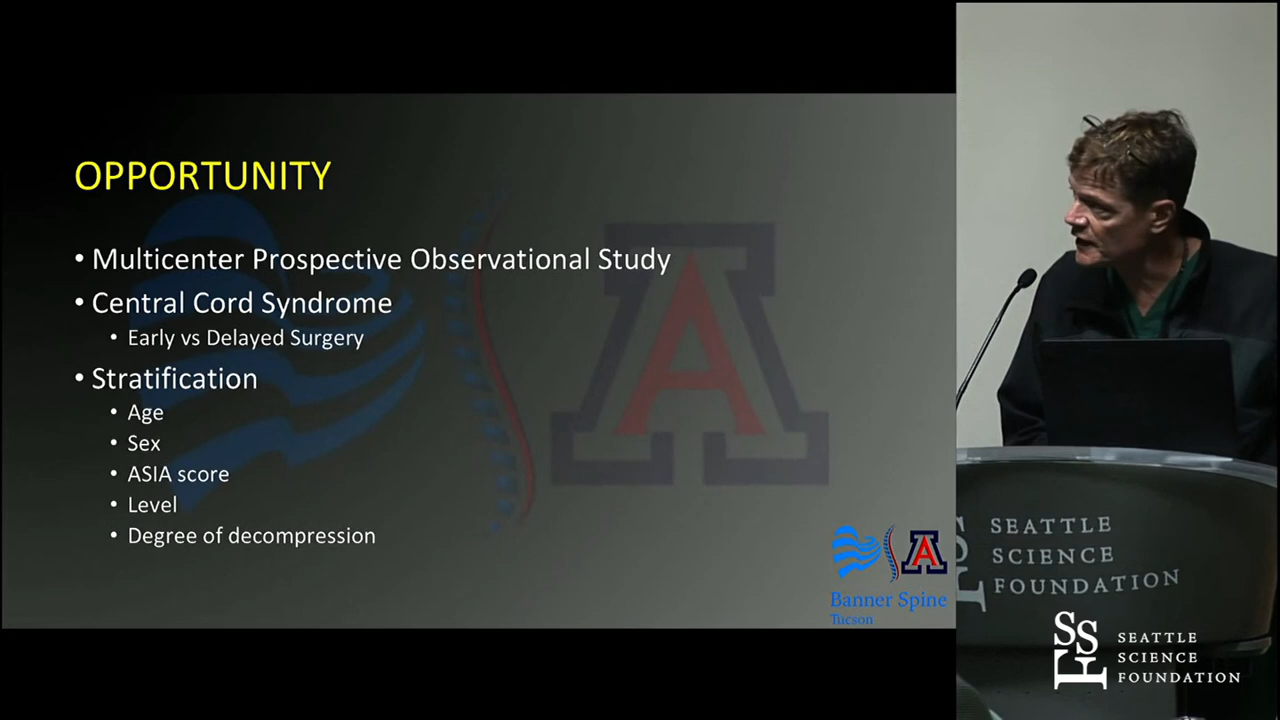 OPPORTUNITY
• Multicenter Prospective Observational Study
• Central Cord Syndrome
• Early vs Delayed Surgery
• Stratification
• Age
• Sex
• ASIA score
• Level
• Degree of decompression
A
A
Banner Spine
Tucson
SEATTLE
SCIENCE
FOUNDATION
SSF
SEATTLE
SCIENCE
FOUNDATION